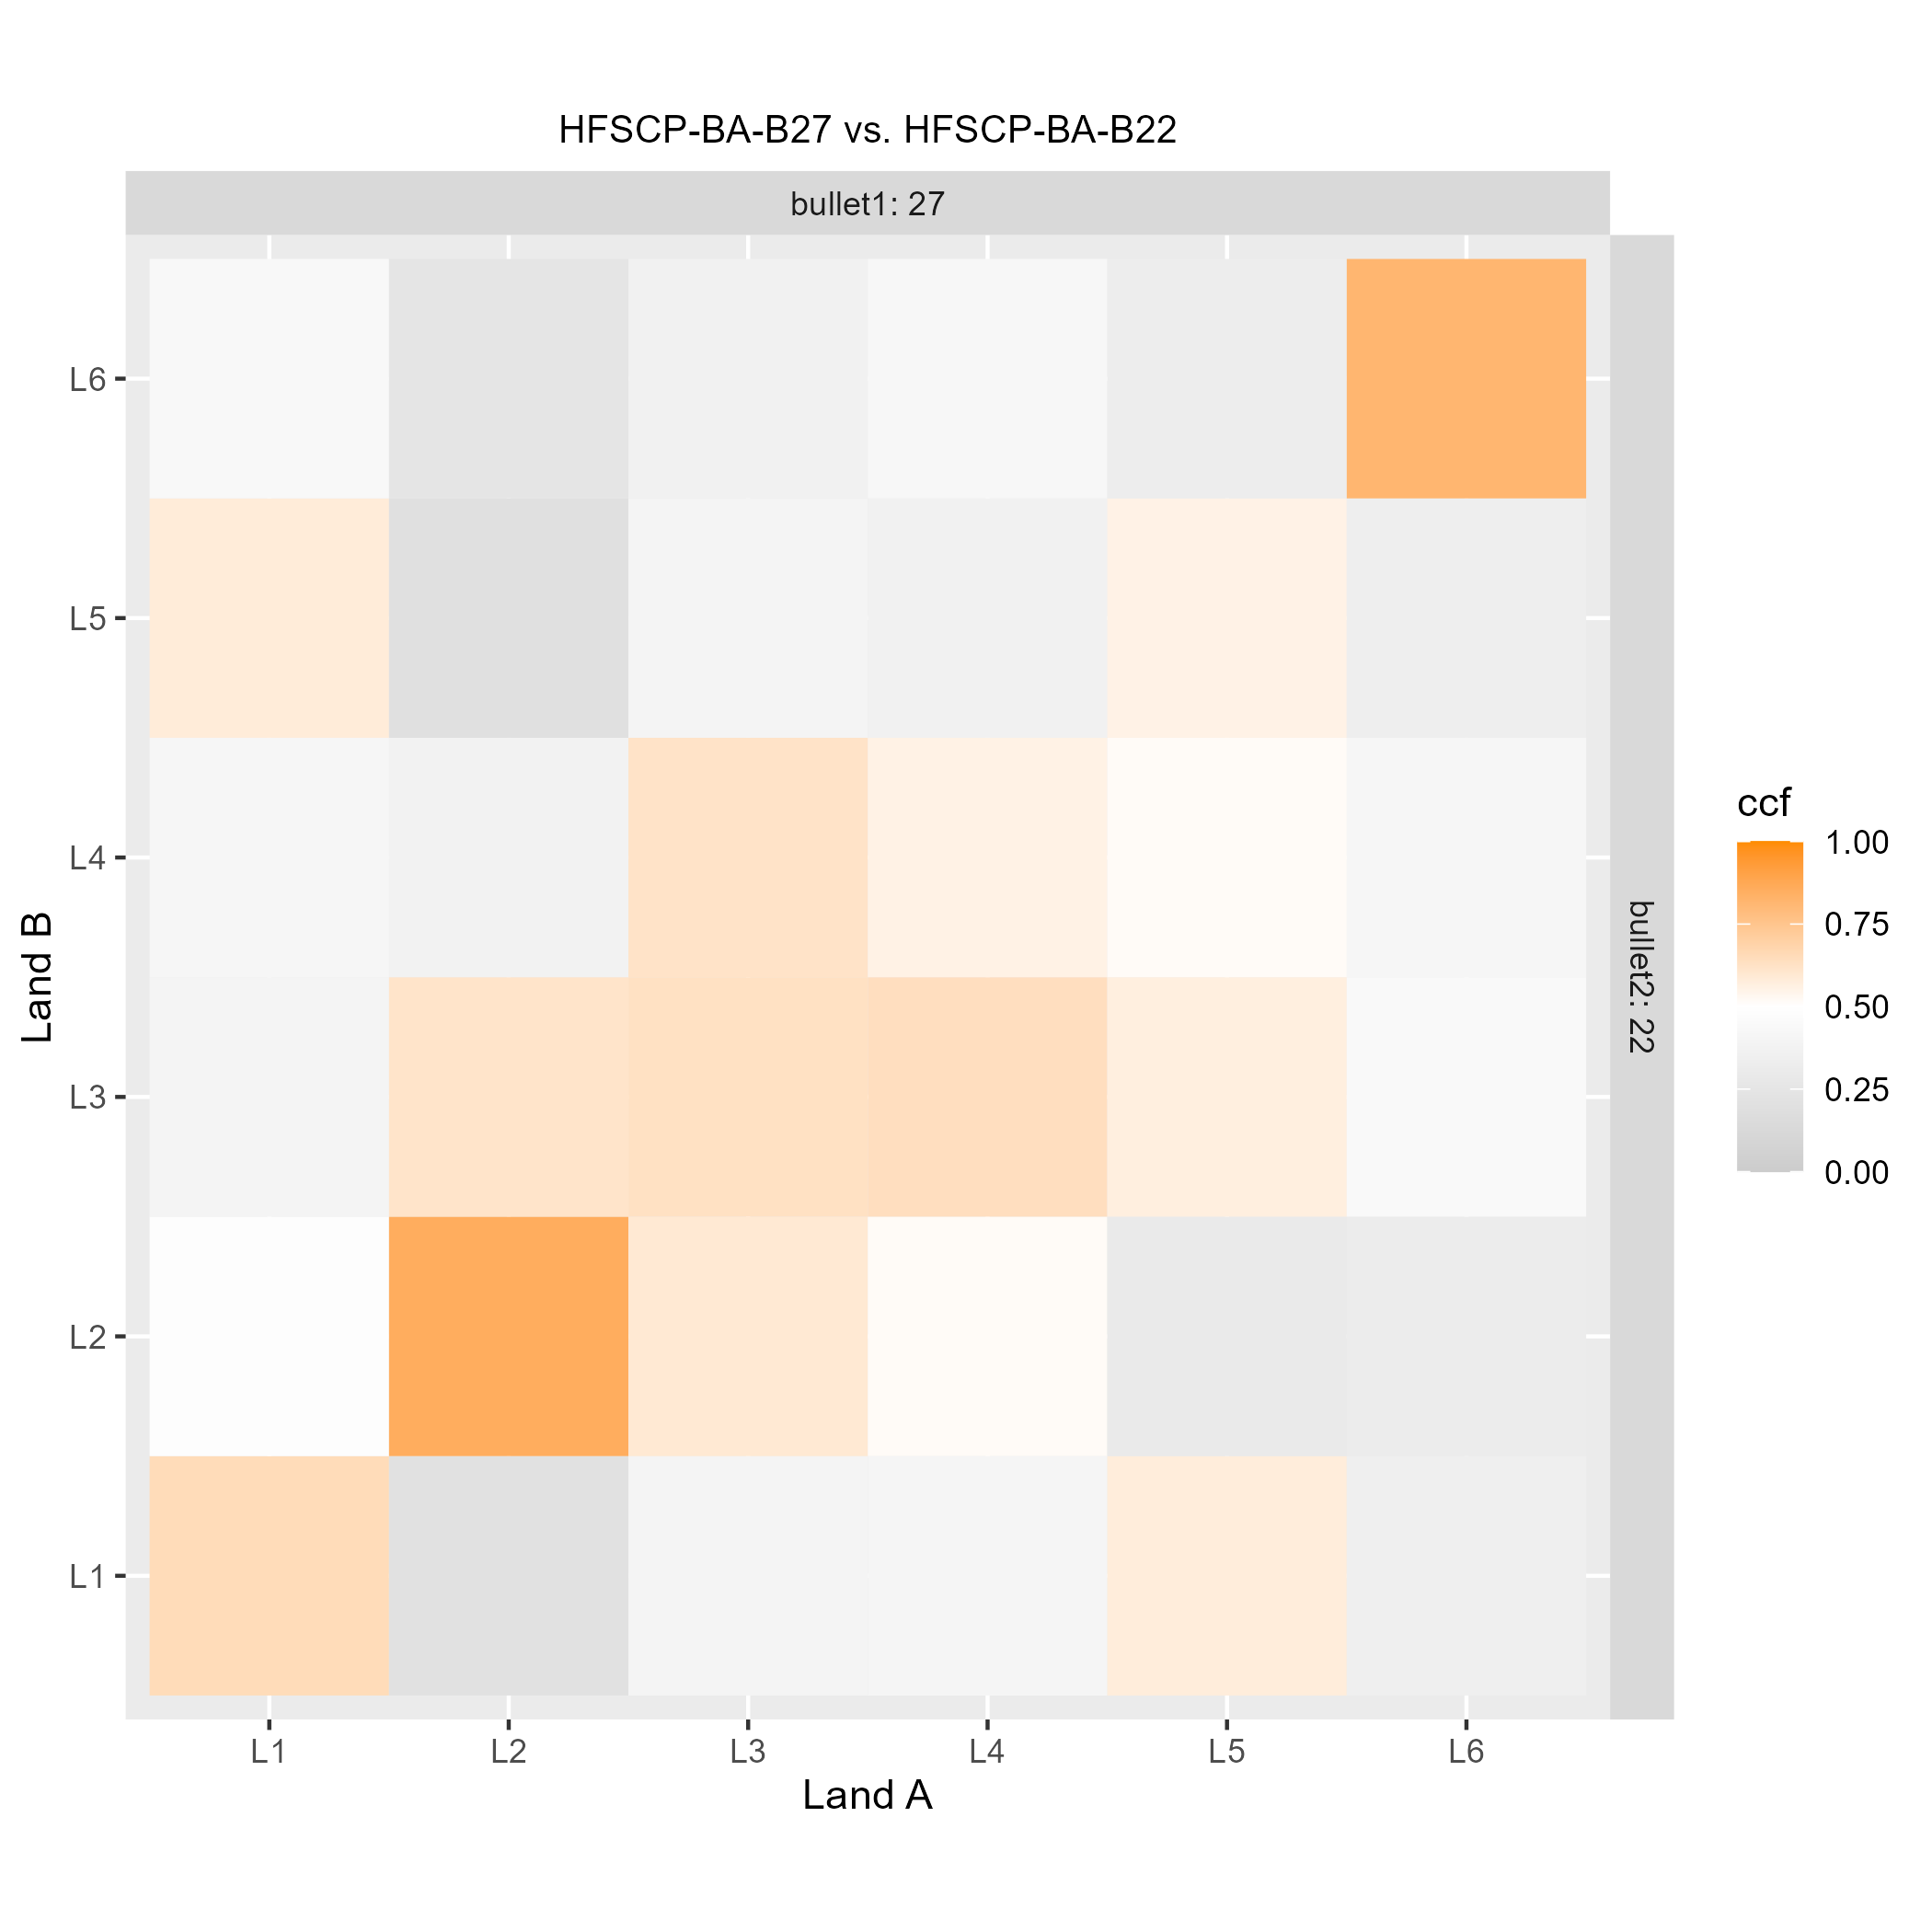 HFSCP-BA-B27 vs. HFSCP-BA-B22
bullet1: 27
L6
L5
L4
L3
L2
L1
Land B
bullet2: 22
ccf
1.00
0.75
0.50
0.25
0.00
L1
L2
L3
L4
L5
L6
Land A